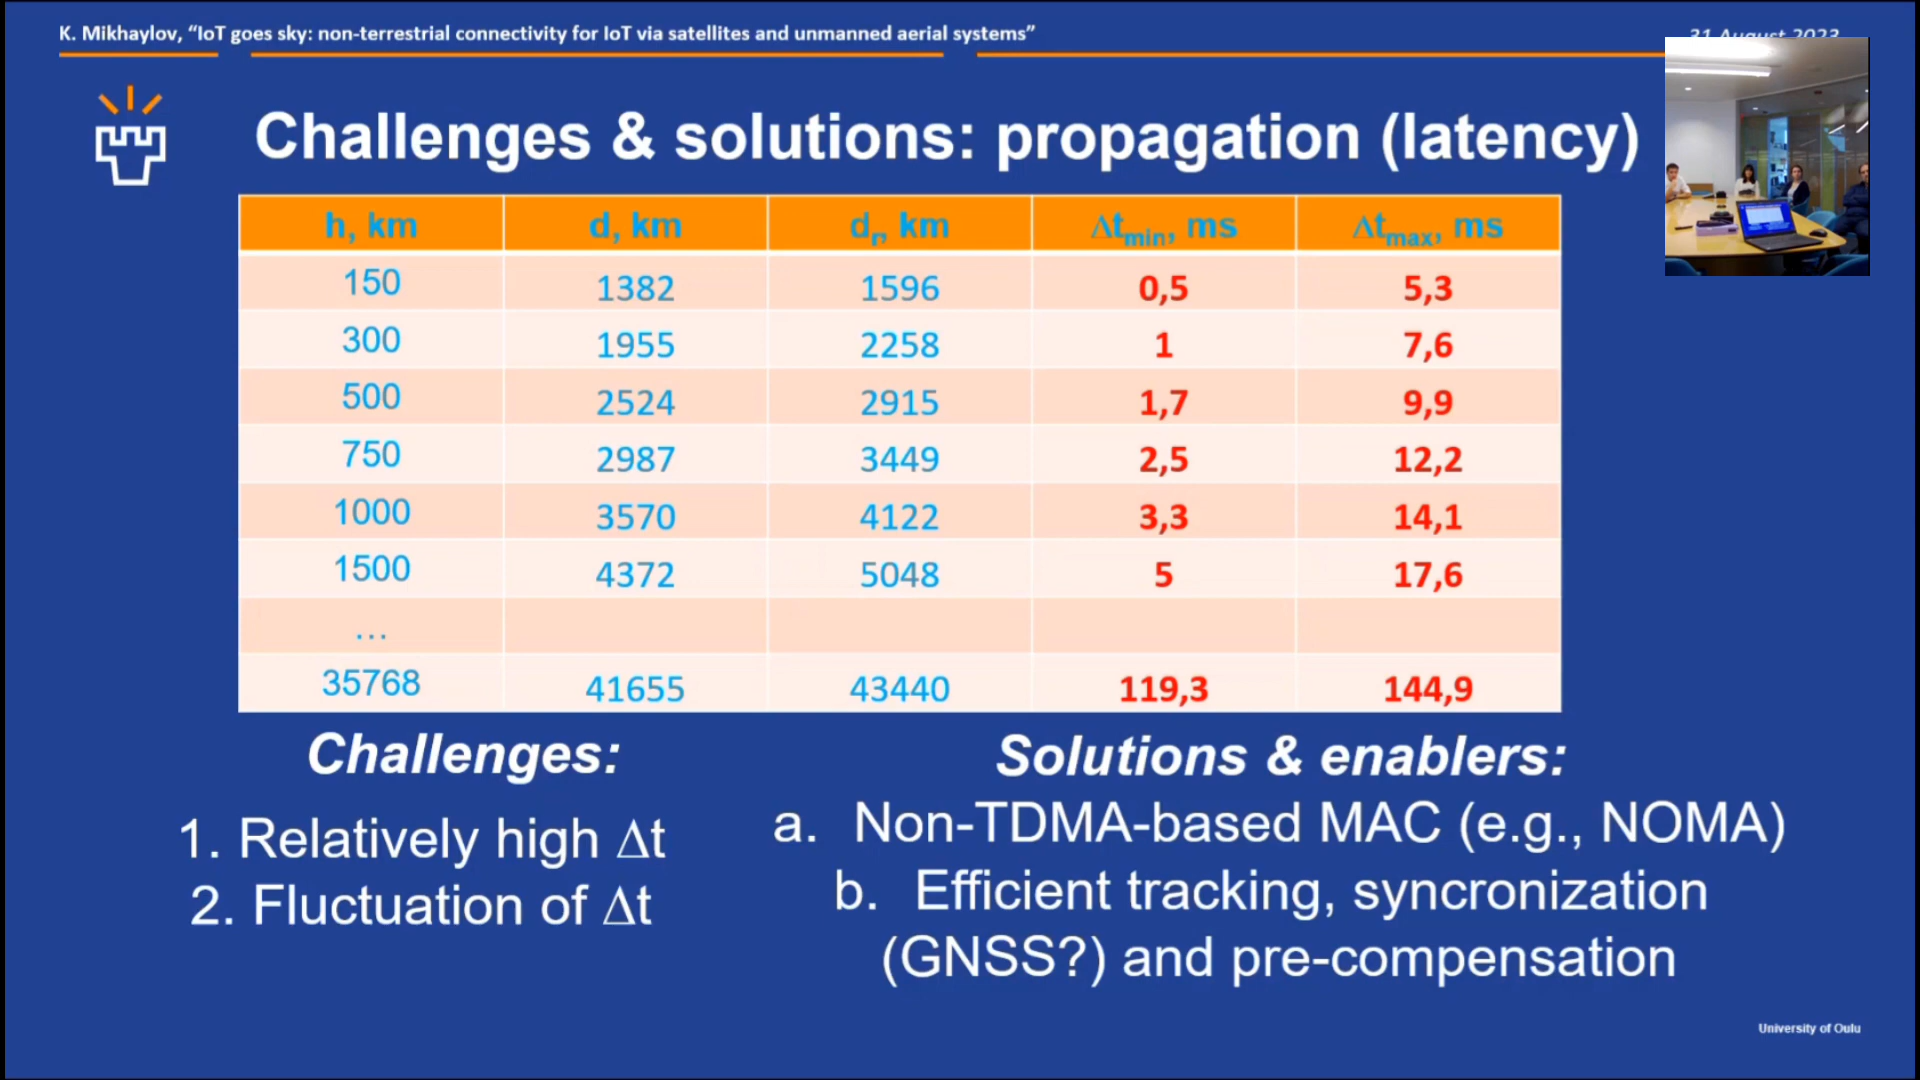 K. Mikhaylov, “IoT goes sky: non-terrestrial connectivity for IoT via satellites and unmanned aerial systems”
31 August 2023
Challenges & solutions: propagation (latency)
h, km d, km dr, km Δtmin, ms Δtmax, ms
150 1382 1596 0,5 5,3
300 1955 2258 1 7,6
500 2524 2915 1,7 9,9
750 2987 3449 2,5 12,2
1000 3570 4122 3,3 14,1
1500 4372 5048 5 17,6
...
35768 41655 43440 119,3 144,9
Challenges:
1. Relatively high Δt
2. Fluctuation of Δt
Solutions & enablers:
a. Non-TDMA-based MAC (e.g., NOMA)
b. Efficient tracking, syncronization
(GNSS?) and pre-compensation
University of Oulu